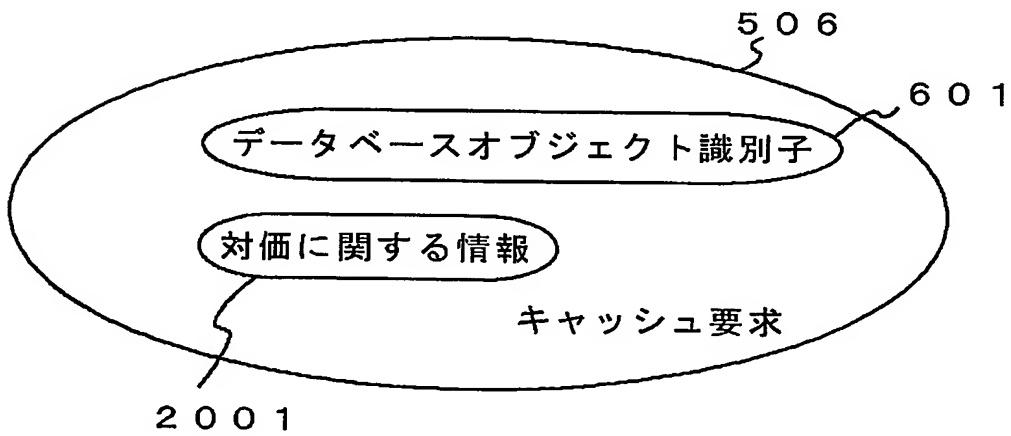 ５０６
６０１
データベースオブジェクト識別子
対価に関する情報
キャッシュ要求
２００１